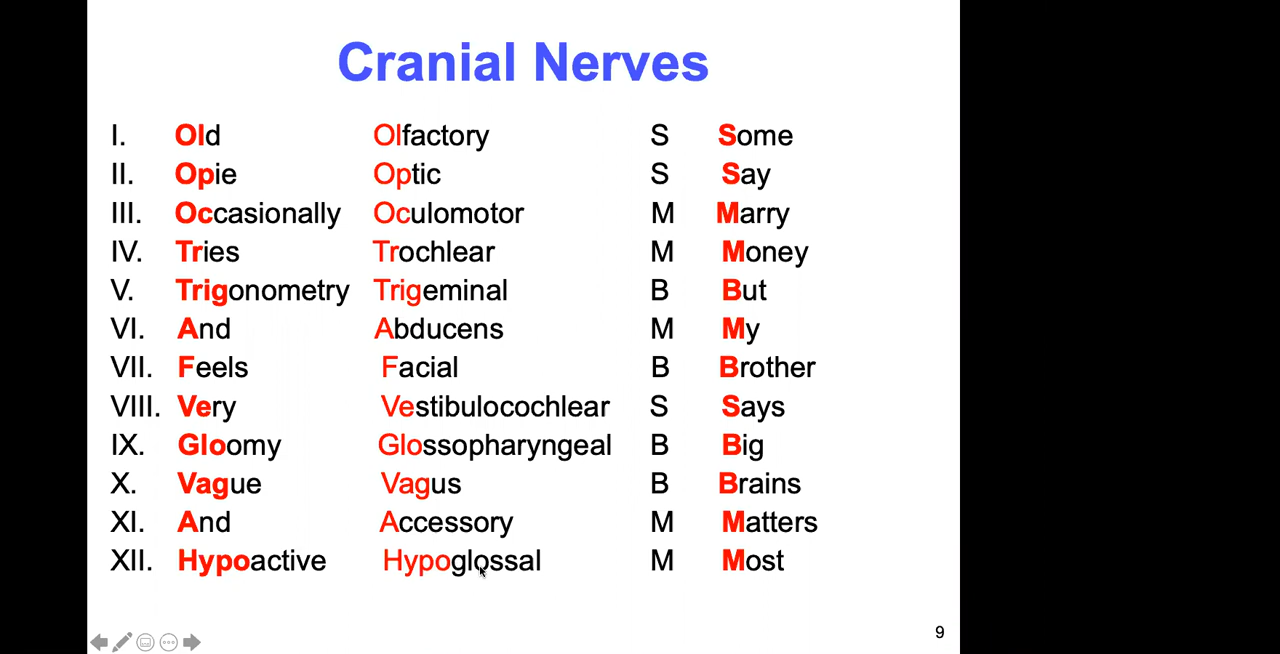 Cranial Nerves
I. Old Olfactory S Some
II. Opie Optic S Say
III. Occasionally Oculomotor M Marry
IV. Tries Trochlear M Money
V. Trigonometry Trigeminal B But
VI. And Abducens M My
VII. Feels Facial B Brother
VIII. Very Vestibulocochlear S Says
IX. Gloomy Glossopharyngeal B Big
X. Vague Vagus B Brains
XI. And Accessory M Matters
XII. Hypoactive Hypoglossal M Most
9